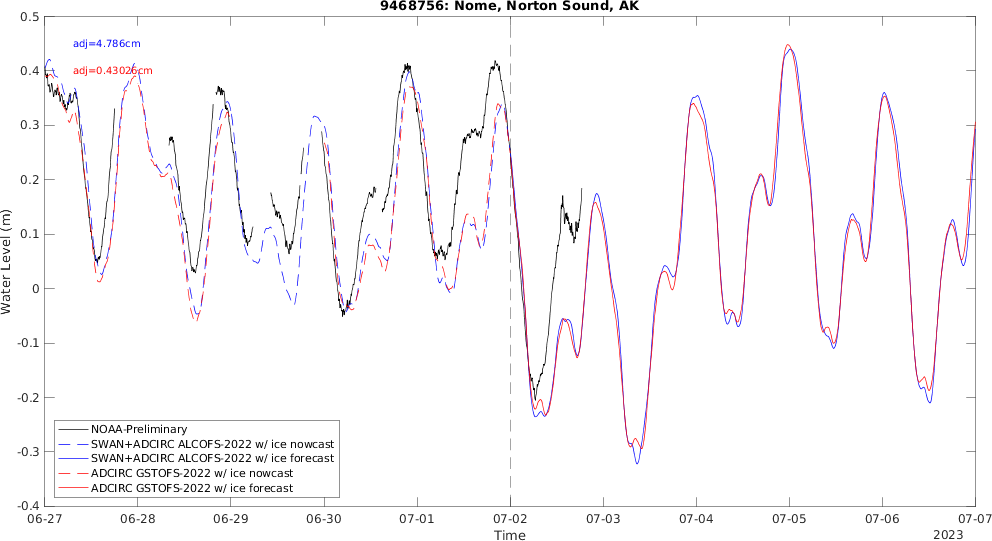 9468756: Nome, Norton Sound, AK
0.5
0.4
0.3
0.2
0.1
0
-0.1
-0.2
-0.3
-0.4
Water Level (m)
adj=4.786cm
adj=0.43026cm
NOAA-Preliminary
SWAN+ADCIRC ALCOFS-2022 w/ ice nowcast
SWAN+ADCIRC ALCOFS-2022 w/ ice forecast
ADCIRC GSTOFS-2022 w/ ice nowcast
ADCIRC GSTOFS-2022 w/ ice forecast
06-27 06-28 06-29 06-30 07-01 07-02 07-03 07-04 07-05 07-06 07-07
Time
2023